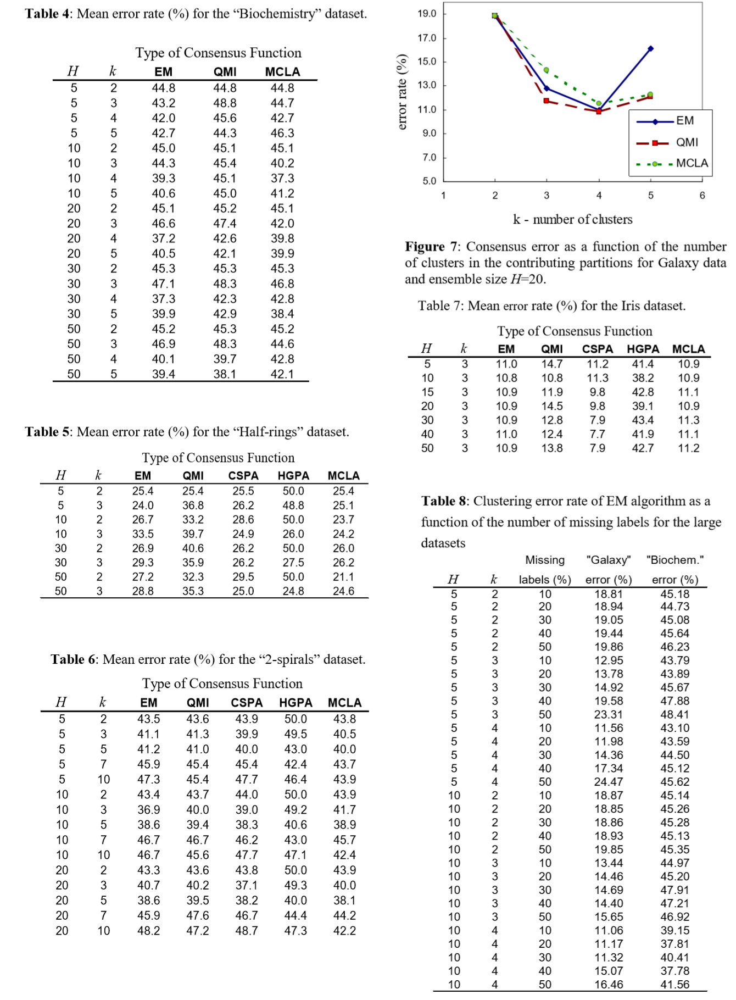 Table 4: Mean error rate (%) for the “Biochemistry” dataset.
Type of Consensus Function
H k EM QMI MCLA
5 2 44.8 44.8 44.8
5 3 43.2 48.8 44.7
5 4 42.0 45.6 42.7
5 5 42.7 44.3 46.3
10 2 45.0 45.1 45.1
10 3 44.3 45.4 40.2
10 4 39.3 45.1 37.3
10 5 40.6 45.0 41.2
20 2 45.1 45.2 45.1
20 3 46.6 47.4 42.0
20 4 37.2 42.6 39.8
20 5 40.5 42.1 39.9
30 2 45.3 45.3 45.3
30 3 47.1 48.3 46.8
30 4 37.3 42.3 42.8
30 5 39.9 42.9 38.4
50 2 45.2 45.3 45.2
50 3 46.9 48.3 44.6
50 4 40.1 39.7 42.8
50 5 39.4 38.1 42.1
Table 5: Mean error rate (%) for the “Half-rings” dataset.
Type of Consensus Function
H k EM QMI CSPA HGPA MCLA
5 2 25.4 25.4 25.5 50.0 25.4
5 3 24.0 36.8 26.2 48.8 25.1
10 2 26.7 33.2 28.6 50.0 23.7
10 3 33.5 39.7 24.9 26.0 24.2
30 2 26.9 40.6 26.2 50.0 26.0
30 3 29.3 35.9 26.2 27.5 26.2
50 2 27.2 32.3 29.5 50.0 21.1
50 3 28.8 35.3 25.0 24.8 24.6
Table 6: Mean error rate (%) for the “2-spirals” dataset.
Type of Consensus Function
H k EM QMI CSPA HGPA MCLA
5 2 43.5 43.6 43.9 50.0 43.8
5 3 41.1 41.3 39.9 49.5 40.5
5 5 41.2 41.0 40.0 43.0 40.0
5 7 45.9 45.4 45.4 42.4 43.7
5 10 47.3 45.4 47.7 46.4 43.9
10 2 43.4 43.7 44.0 50.0 43.9
10 3 36.9 40.0 39.0 49.2 41.7
10 5 38.6 39.4 38.3 40.6 38.9
10 7 46.7 46.7 46.2 43.0 45.7
10 10 46.7 45.6 47.7 47.1 42.4
20 2 43.3 43.6 43.8 50.0 43.9
20 3 40.7 40.2 37.1 49.3 40.0
20 5 38.6 39.5 38.2 40.0 38.1
20 7 45.9 47.6 46.7 44.4 44.2
20 10 48.2 47.2 48.7 47.3 42.2
error rate (%)
19.0
17.0
15.0
13.0
11.0
9.0
7.0
5.0
1 2 3 4 5 6
k - number of clusters
EM
QMI
MCLA
Figure 7: Consensus error as a function of the number
of clusters in the contributing partitions for Galaxy data
and ensemble size H=20.
Table 7: Mean error rate (%) for the Iris dataset.
Type of Consensus Function
H k EM QMI CSPA HGPA MCLA
5 3 11.0 14.7 11.2 41.4 10.9
10 3 10.8 10.8 11.3 38.2 10.9
15 3 10.9 11.9 9.8 42.8 11.1
20 3 10.9 14.5 9.8 39.1 10.9
30 3 10.9 12.8 7.9 43.4 11.3
40 3 11.0 12.4 7.7 41.9 11.1
50 3 10.9 13.8 7.9 42.7 11.2
Table 8: Clustering error rate of EM algorithm as a
function of the number of missing labels for the large
datasets
Missing "Galaxy" "Biochem."
H k labels (%) error (%) error (%)
5 2 10 18.81 45.18
5 2 20 18.94 44.73
5 2 30 19.05 45.08
5 2 40 19.44 45.64
5 2 50 19.86 46.23
5 3 10 12.95 43.79
5 3 20 13.78 43.89
5 3 30 14.92 45.67
5 3 40 19.58 47.88
5 3 50 23.31 48.41
5 4 10 11.56 43.10
5 4 20 11.98 43.59
5 4 30 14.36 44.50
5 4 40 17.34 45.12
5 4 50 24.47 45.62
10 2 10 18.87 45.14
10 2 20 18.85 45.26
10 2 30 18.86 45.28
10 2 40 18.93 45.13
10 2 50 19.85 45.35
10 3 10 13.44 44.97
10 3 20 14.46 45.20
10 3 30 14.69 47.91
10 3 40 14.40 47.21
10 3 50 15.65 46.92
10 4 10 11.06 39.15
10 4 20 11.17 37.81
10 4 30 11.32 40.41
10 4 40 15.07 37.78
10 4 50 16.46 41.56